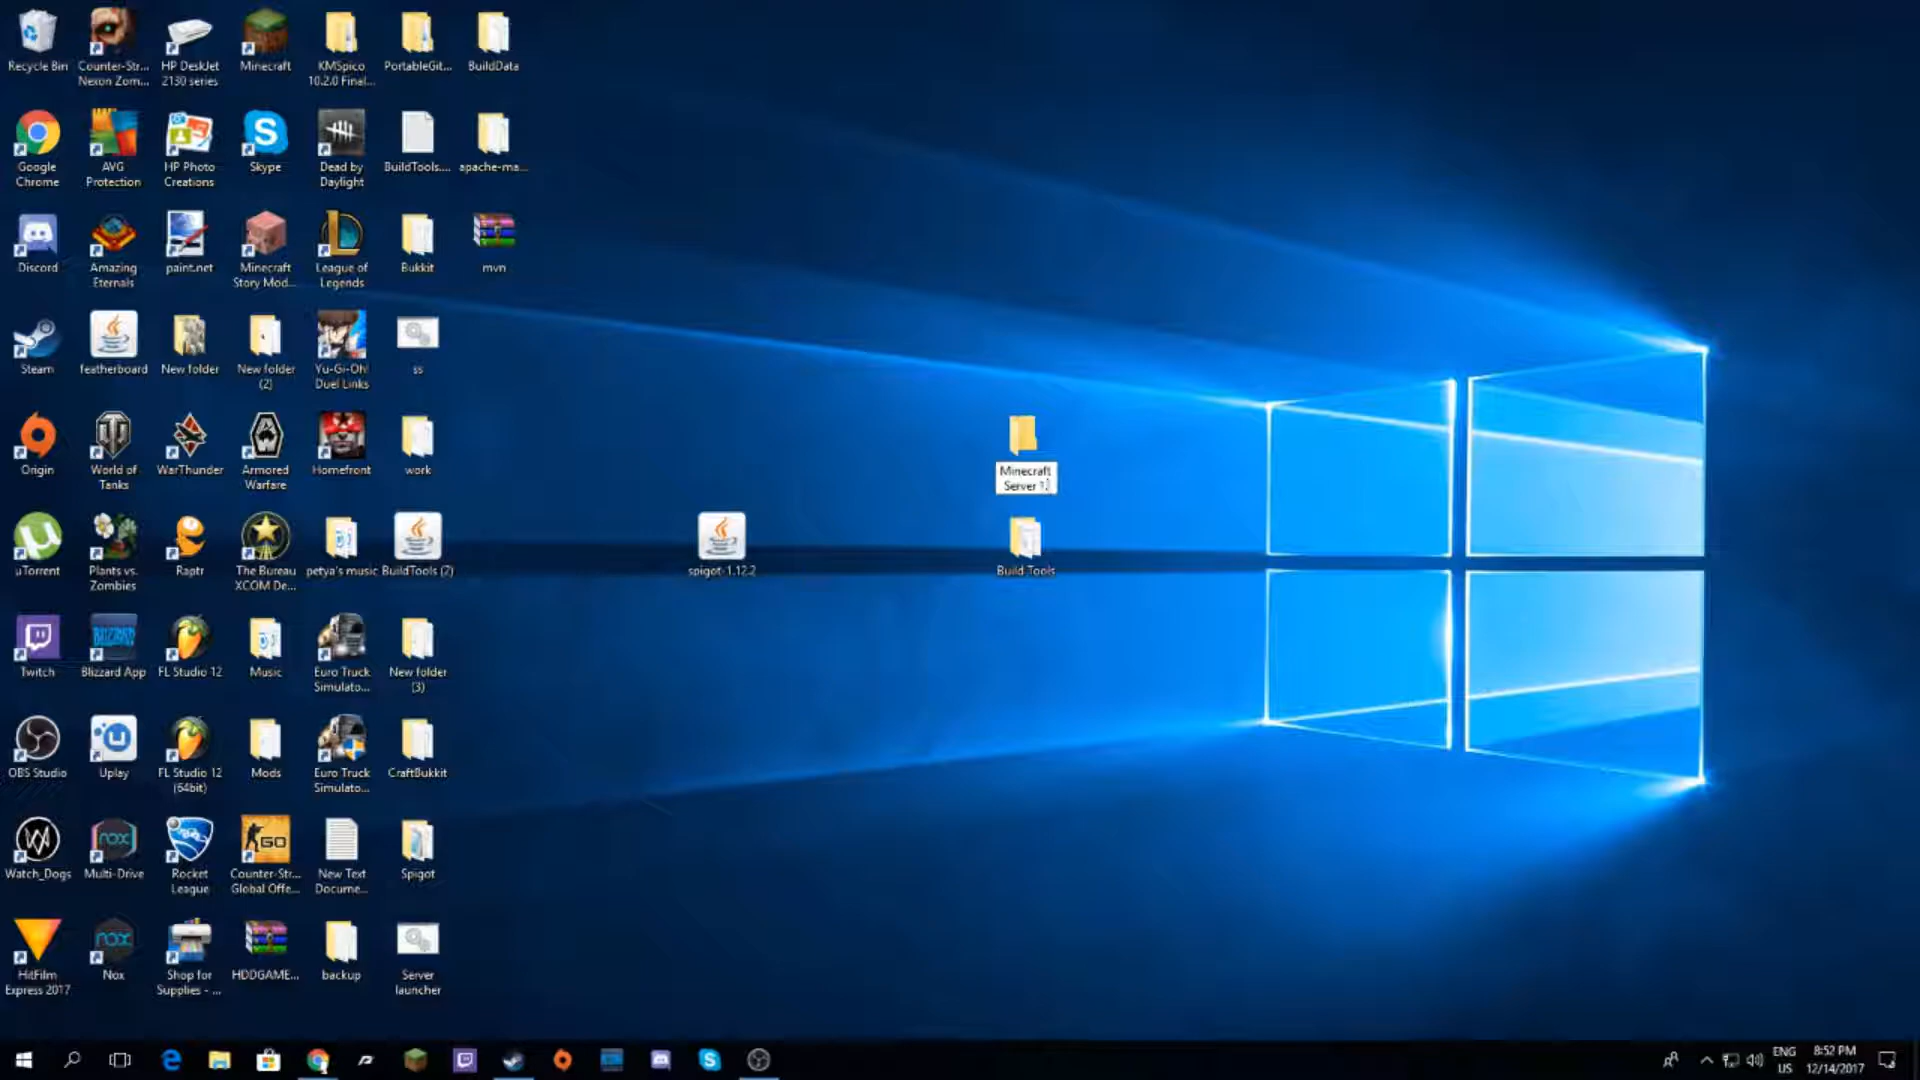 Recycle Bin
Counter-Str...
Nexon Zom...
HP DeskJet
2130 series
Minecraft
KMSpico
10.2.0 Final...
PortableGit...
BuildData
Google
Chrome
AVG
Protection
HP Photo
Creations
Skype
Dead by
Daylight
BuildTools....
apache-ma...
Discord
Amazing
Eternals
paint.net
Minecraft
Story Mod...
League of
Legends
Bukkit
mvn
Steam
featherboard
New folder
New folder
(2)
Yu-Gi-Oh!
Duel Links
ss
Origin
World of
Tanks
WarThunder
Armored
Warfare
Homefront
work
Minecraft
Server 1.
µTorrent
Plants vs.
Zombies
Raptr
The Bureau
XCOM De...
petya's music
BuildTools (2)
spigot-1.12.2
Build Tools
Twitch
Blizzard App
FL Studio 12
Music
Euro Truck
Simulato...
New folder
(3)
OBS Studio
Uplay
FL Studio 12
(64bit)
Mods
Euro Truck
Simulato...
CraftBukkit
Watch_Dogs
Multi-Drive
Rocket
League
Counter-Str...
Global Offe...
New Text
Docume...
Spigot
HitFilm
Express 2017
Nox
Shop for
Supplies - ...
HDDGAME...
backup
Server
launcher
ENG
US
8:52 PM
12/14/2017